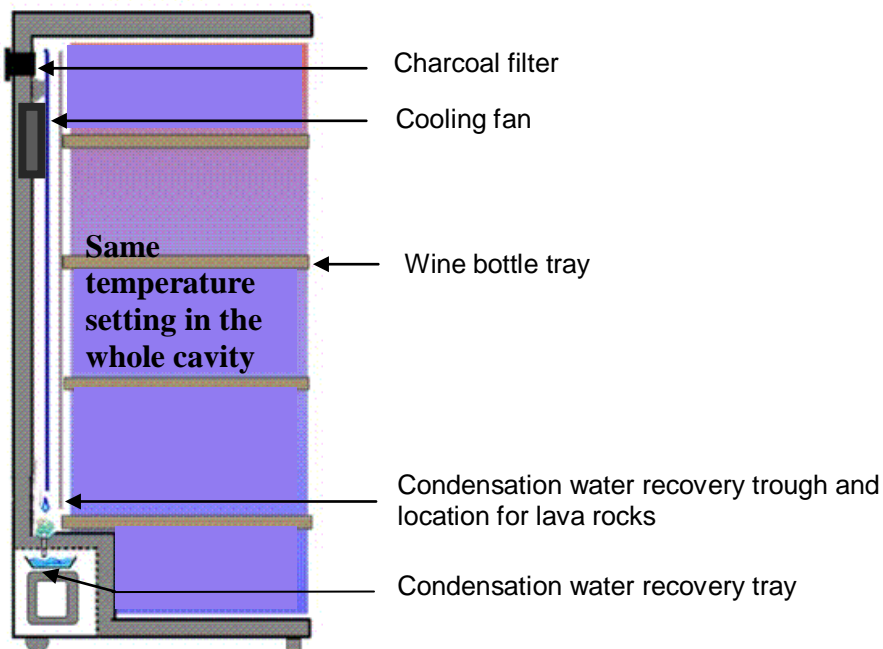 Charcoal filter
Cooling fan
Wine bottle tray
Same
temperature
setting in the
whole cavity
Condensation water recovery trough and
location for lava rocks
Condensation water recovery tray